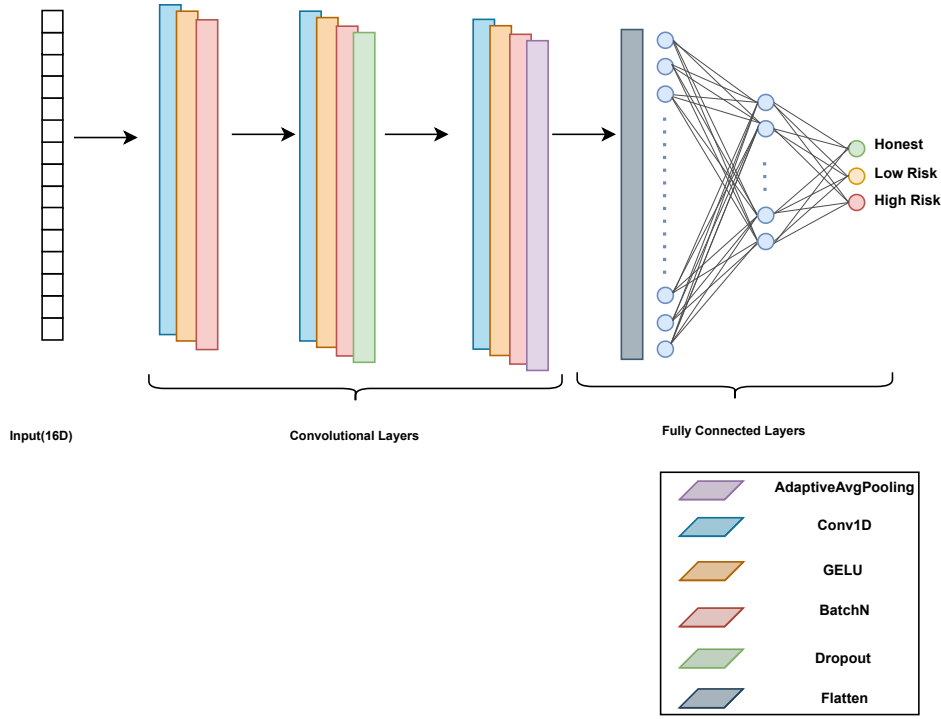 Honest
Low Risk
High Risk
Input(16D)
Convolutional Layers
Fully Connected Layers
AdaptiveAvgPooling
Conv1D
GELU
BatchN
Dropout
Flatten